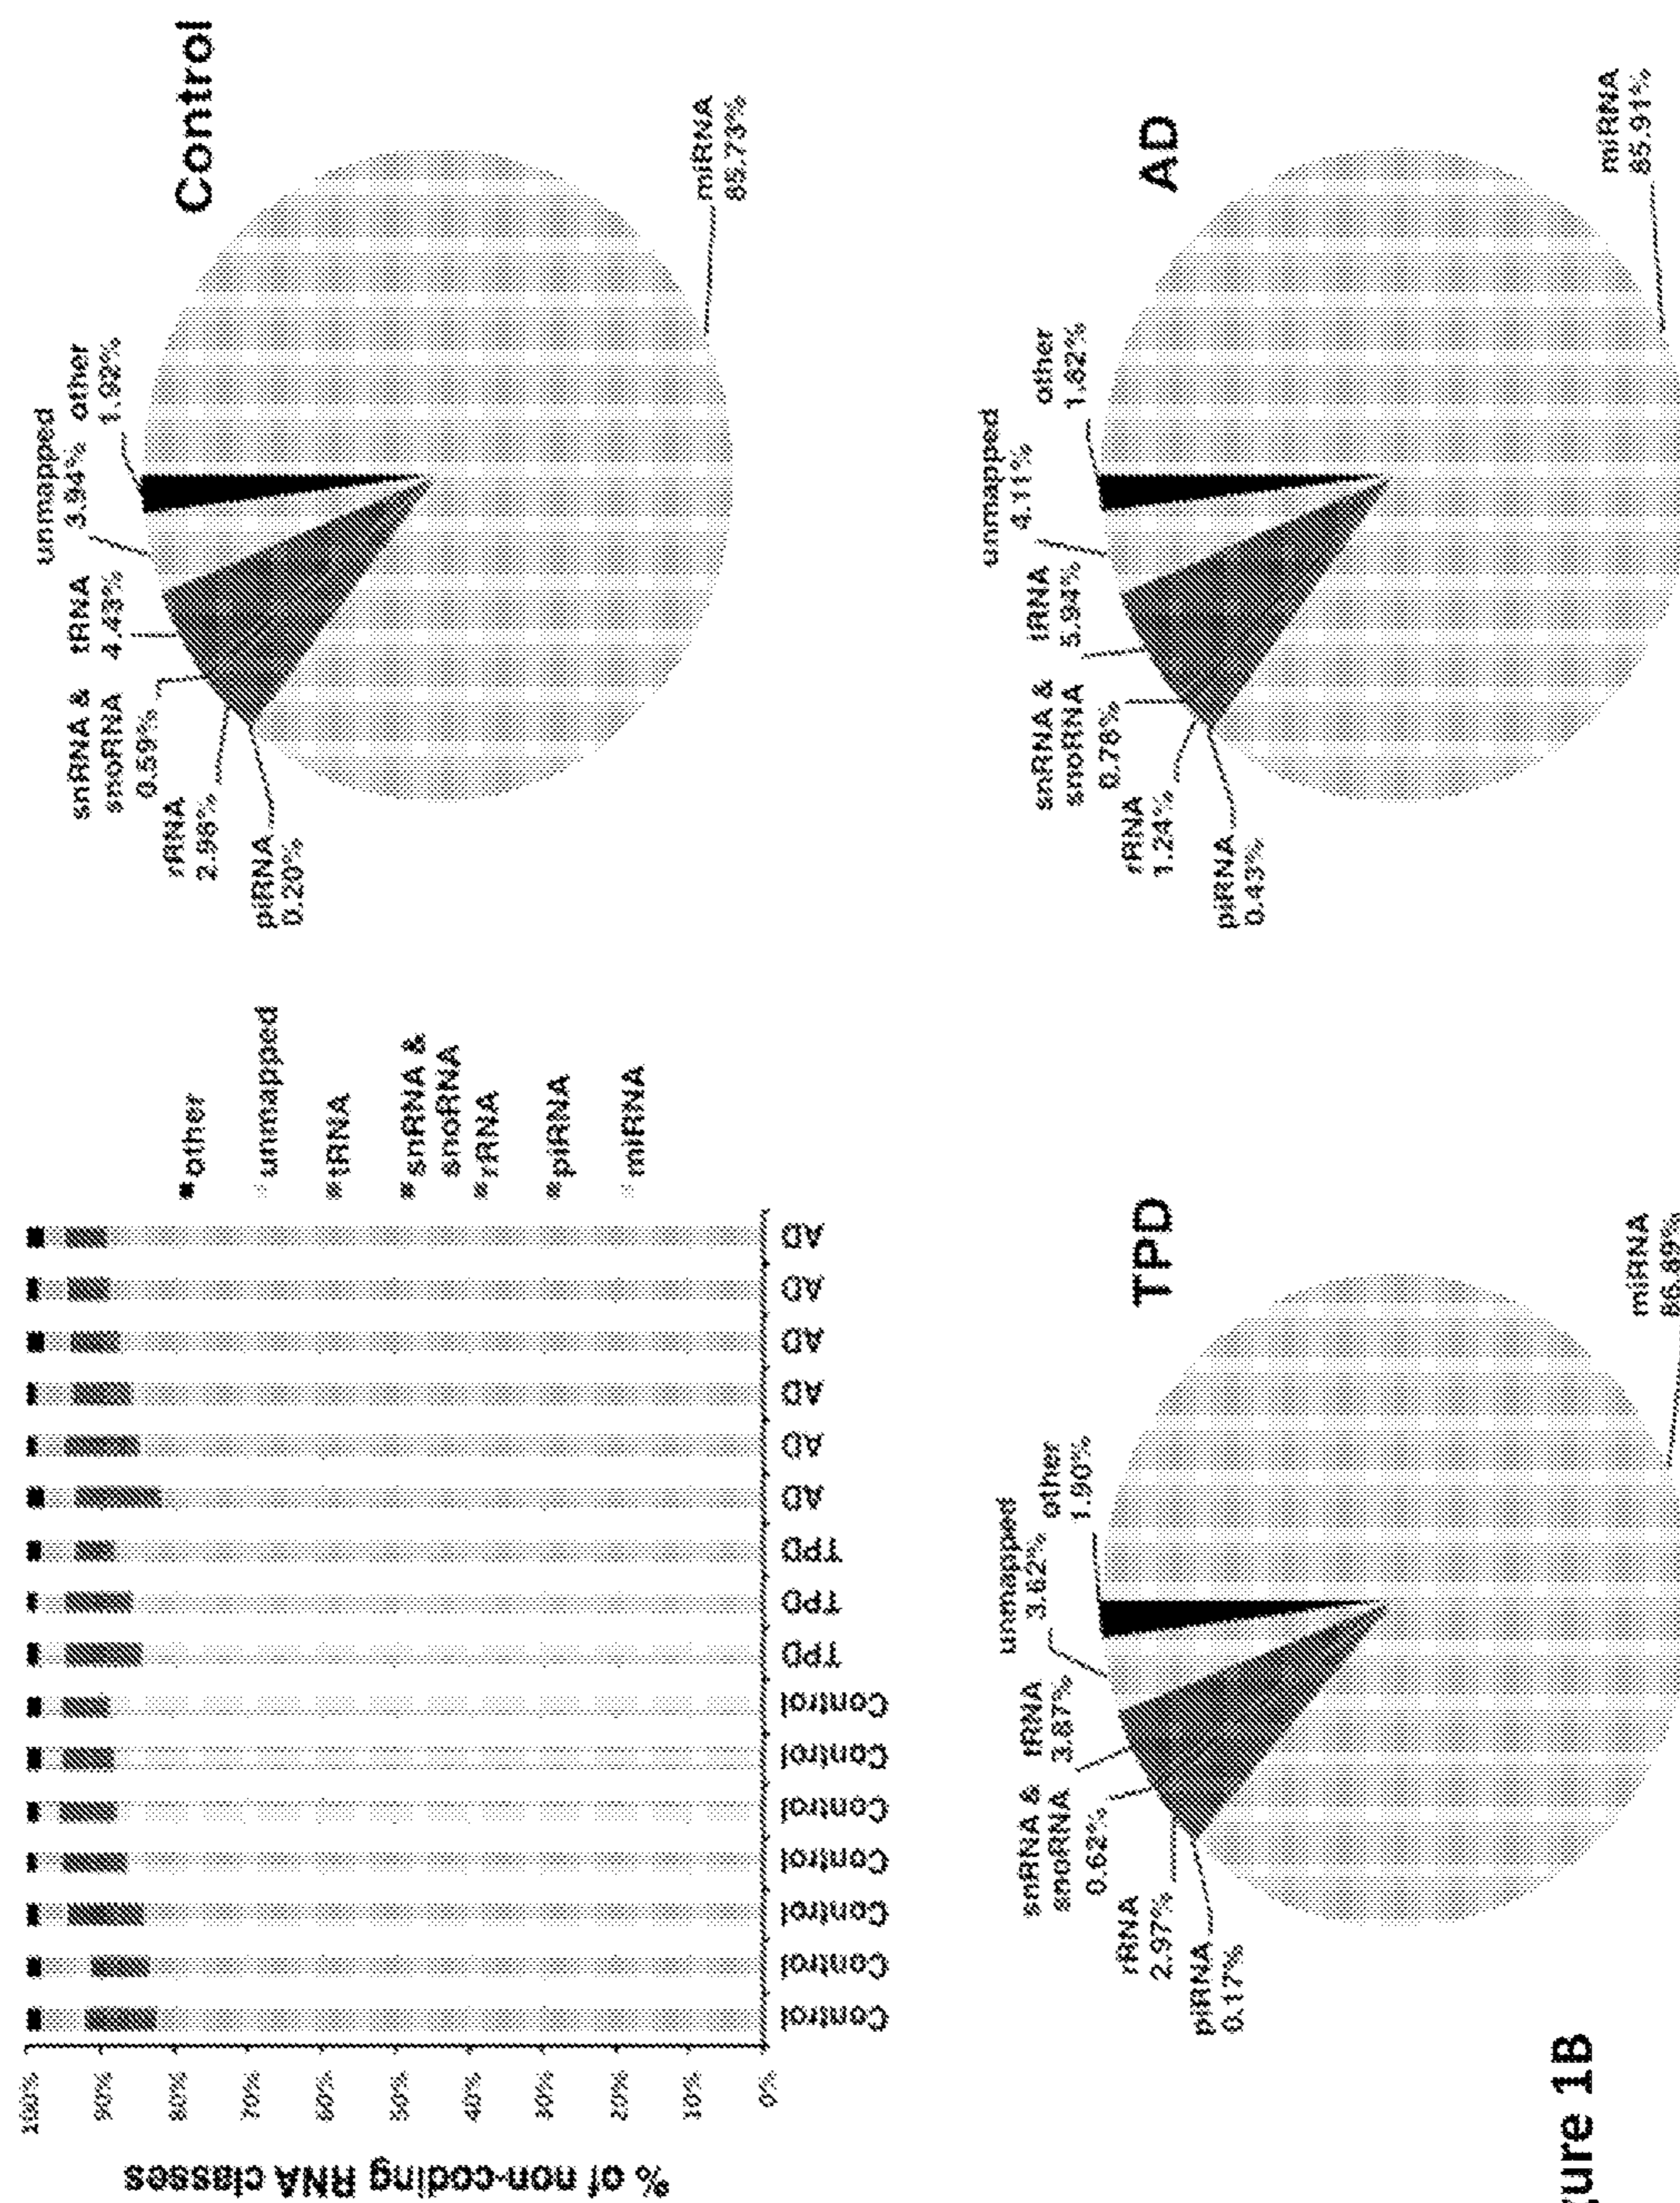 % of non-coding RNA classes
100%
90%
80%
70%
60%
50%
40%
30%
20%
10%
0%
Control
Control
Control
Control
Control
Control
Control
TPD
TPD
TPD
AD
AD
AD
AD
AD
AD
other
unmapped
tRNA
snRNA &
snoRNA
rRNA
piRNA
miRNA
Control
unmapped
3.94%
other
1.92%
tRNA
4.43%
snRNA &
snoRNA
0.59%
rRNA
2.98%
piRNA
0.20%
miRNA
85.73%
TPD
unmapped
3.62%
other
1.90%
tRNA
3.87%
snRNA &
snoRNA
0.62%
rRNA
2.97%
piRNA
0.17%
miRNA
86.89%
AD
unmapped
4.11%
other
1.62%
tRNA
5.94%
snRNA &
snoRNA
0.78%
rRNA
1.24%
piRNA
0.43%
miRNA
85.91%
gure 1B